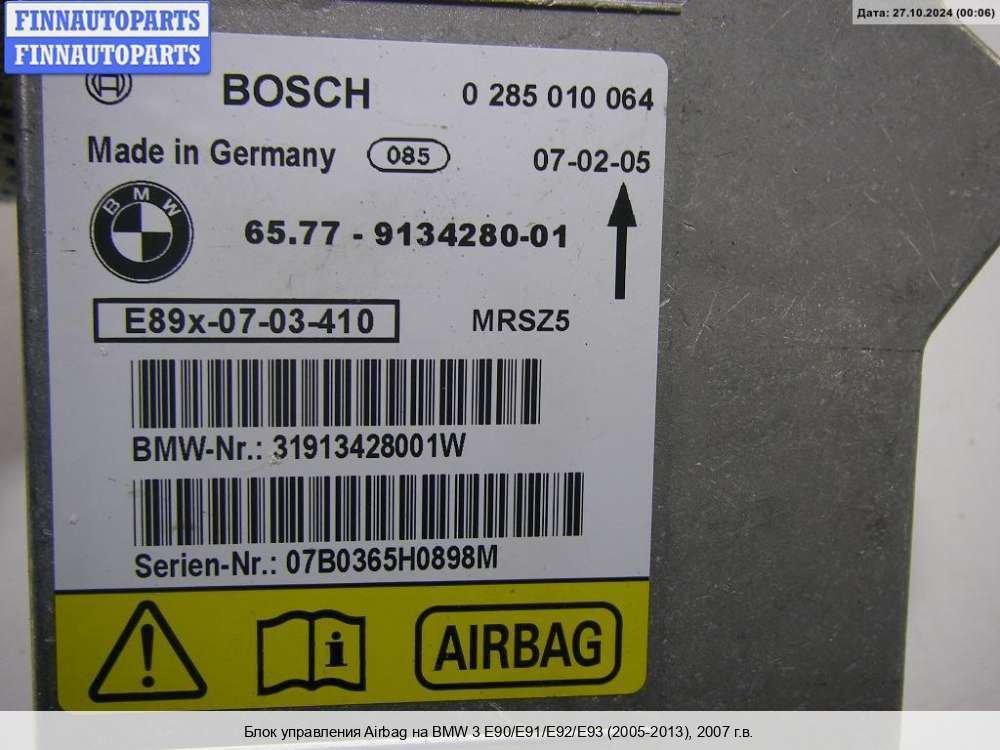 FINNAUTOPARTS
FINNAUTOPARTS
Дата: 27.10.2024 (00:06)
BOSCH 0 285 010 064
Made in Germany 085 07-02-05
BMW
65.77 - 9134280-01
E89x-07-03-410 MRSZ5
BMW-Nr.: 31913428001W
Serien-Nr.: 07B0365H0898M
! i AIRBAG
Блок управления Airbag на BMW 3 E90/E91/E92/E93 (2005-2013), 2007 г.в.